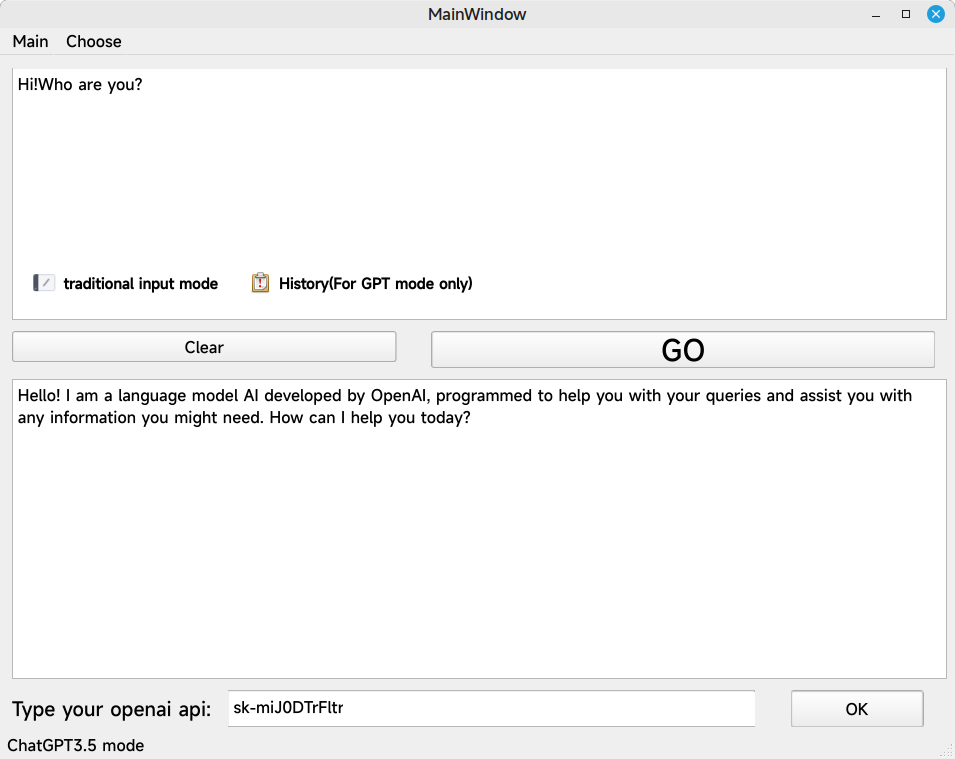 MainWindow
Main Choose
Hi!Who are you?
traditional input mode History(For GPT mode only)
Clear GO
Hello! I am a language model AI developed by OpenAI, programmed to help you with your queries and assist you with
any information you might need. How can I help you today?
Type your openai api: sk-miJ0DTrFltr OK
ChatGPT3.5 mode